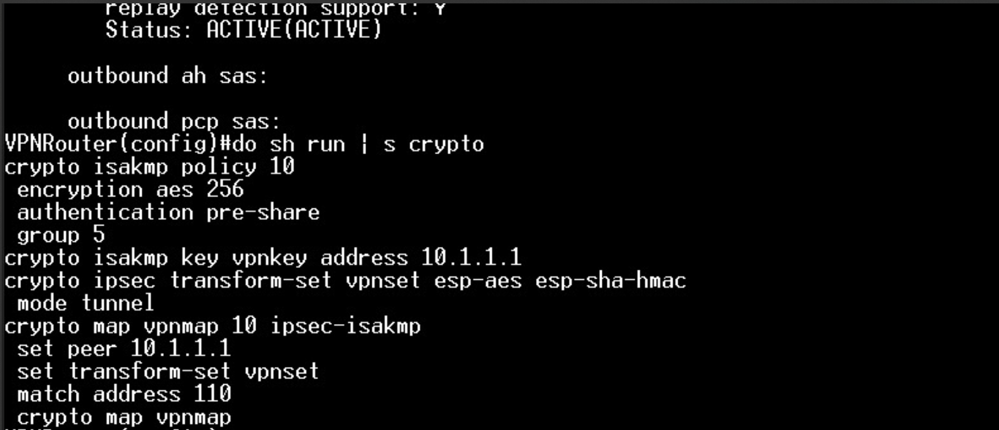 replay detection support: Y
Status: ACTIVE(ACTIVE)
outbound ah sas:
outbound pcp sas:
VPNRouter(config)#do sh run | s crypto
crypto isakmp policy 10
encryption aes 256
authentication pre-share
group 5
crypto isakmp key vpnkey address 10.1.1.1
crypto ipsec transform-set vpnset esp-aes esp-sha-hmac
mode tunnel
crypto map vpnmap 10 ipsec-isakmp
set peer 10.1.1.1
set transform-set vpnset
match address 110
crypto map vpnmap